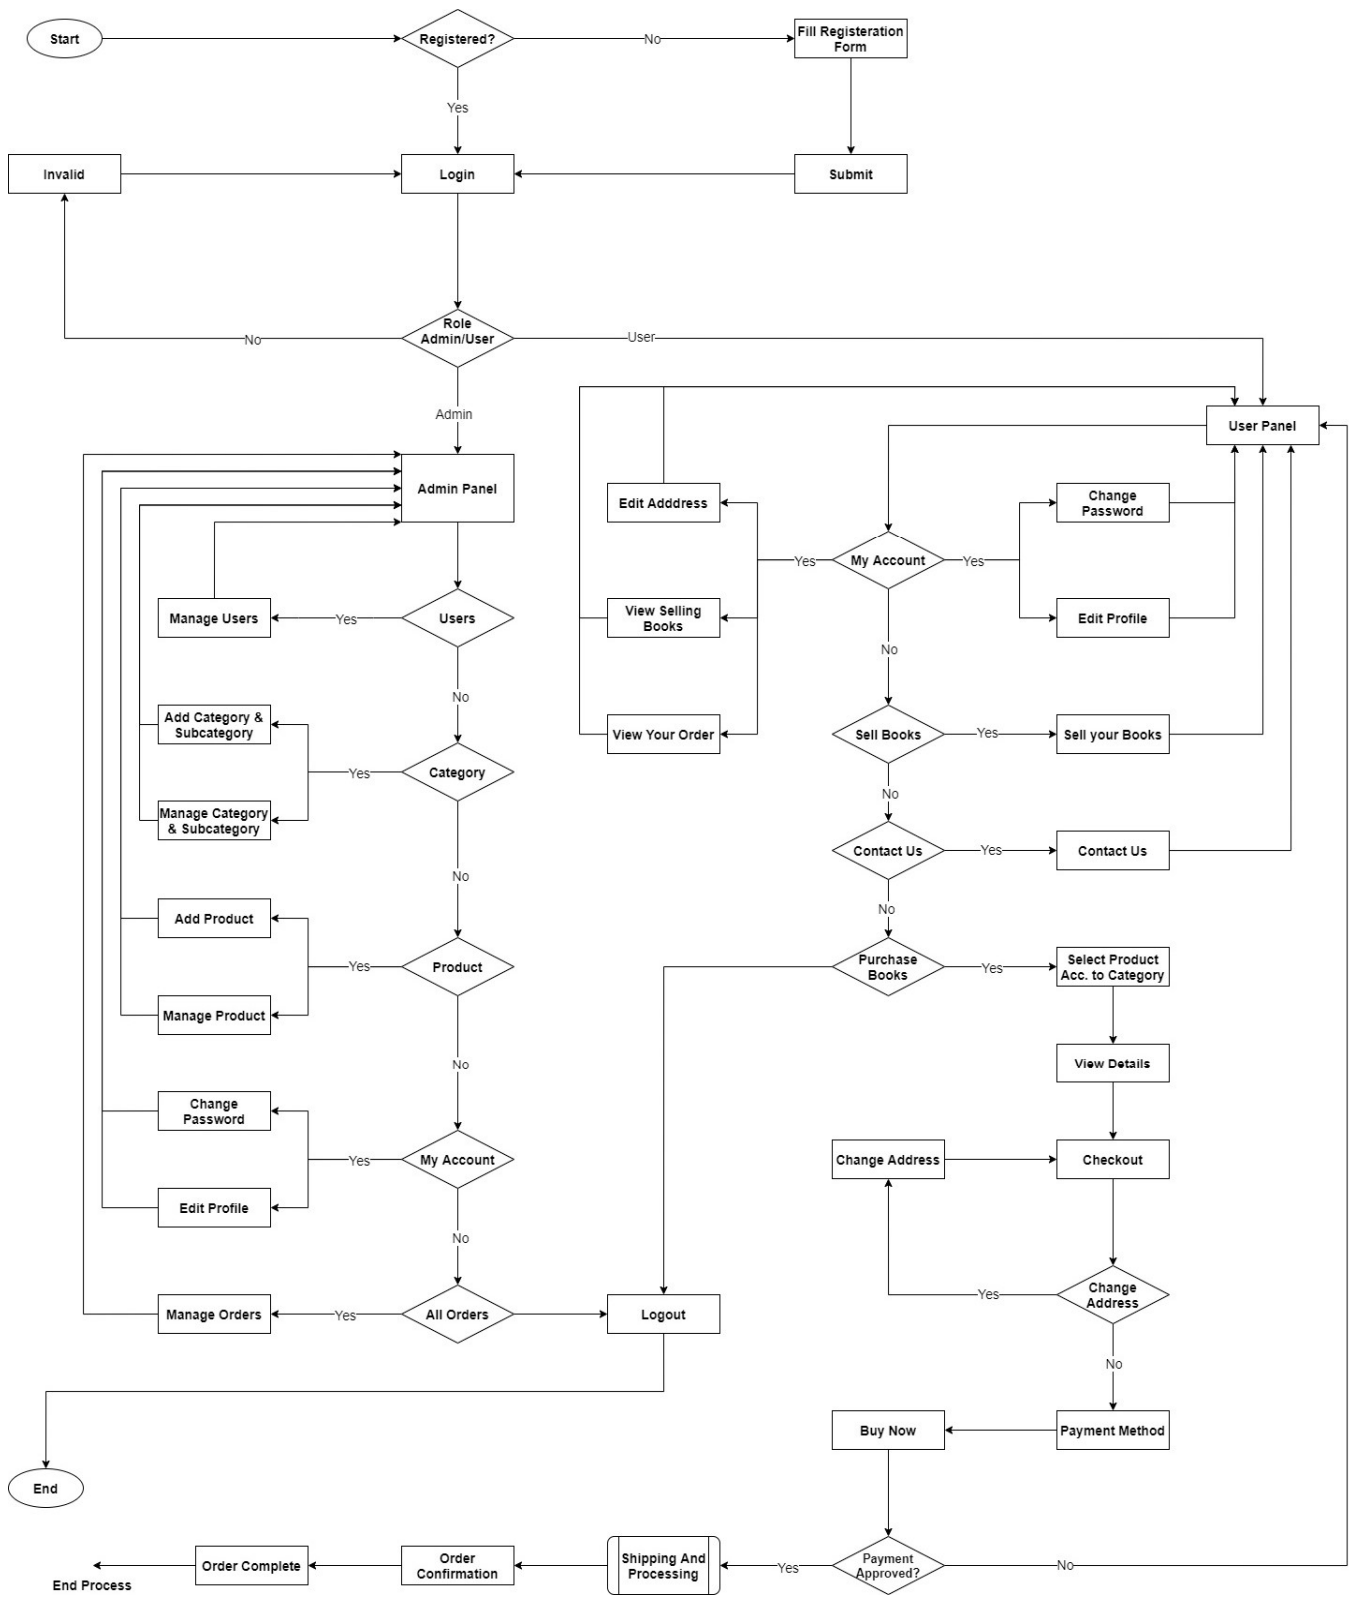 Start
Registered?
No
Fill Registeration
Form
Yes
Invalid
Login
Submit
Role
Admin/User
No
User
Admin
User Panel
Admin Panel
Edit Adddress
Change
Password
Yes
My Account
Yes
View Selling
Books
Edit Profile
Manage Users
Yes
Users
No
No
Add Category &
Subcategory
View Your Order
Sell Books
Yes
Sell your Books
Yes
Category
No
Manage Category
& Subcategory
Contact Us
Yes
Contact Us
No
No
Add Product
Yes
Product
Purchase
Books
Yes
Select Product
Acc. to Category
Manage Product
No
View Details
Change
Password
Yes
My Account
Change Address
Checkout
Edit Profile
No
Manage Orders
Yes
All Orders
Logout
Yes
Change
Address
No
Buy Now
Payment Method
End
End Process
Order Complete
Order
Confirmation
Shipping And
Processing
Yes
Payment
Approved?
No